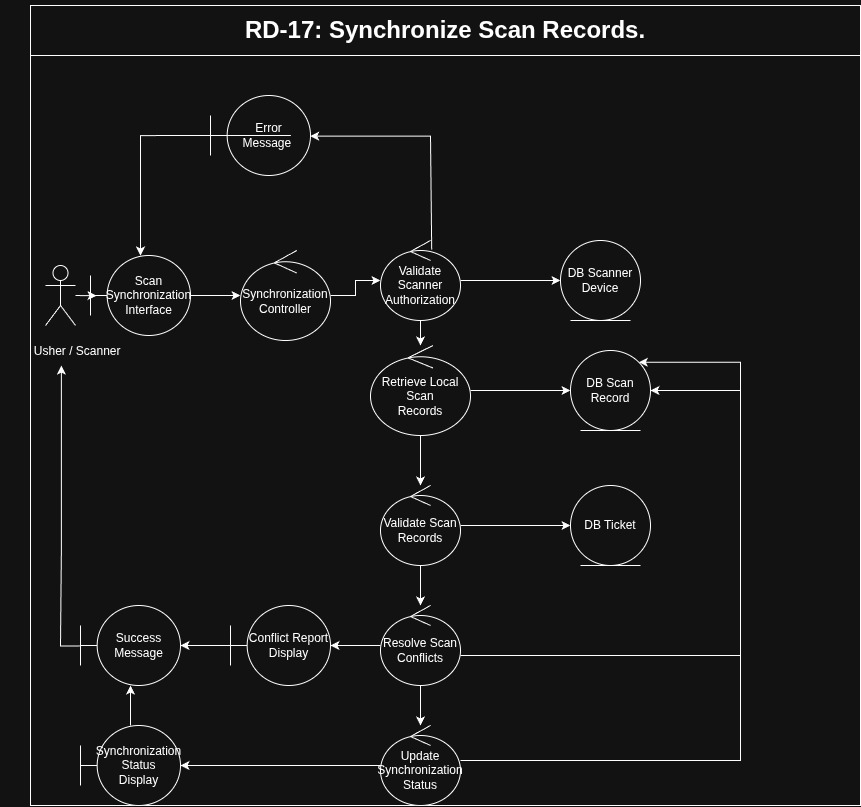 RD-17: Synchronize Scan Records.
Error
Message
Scan
Synchronization
Interface
Synchronization
Controller
Validate
Scanner
Authorization
DB Scanner
Device
Usher / Scanner
Retrieve Local
Scan
Records
DB Scan
Record
Validate Scan
Records
DB Ticket
Success
Message
Conflict Report
Display
Resolve Scan
Conflicts
Synchronization
Status
Display
Update
Synchronization
Status